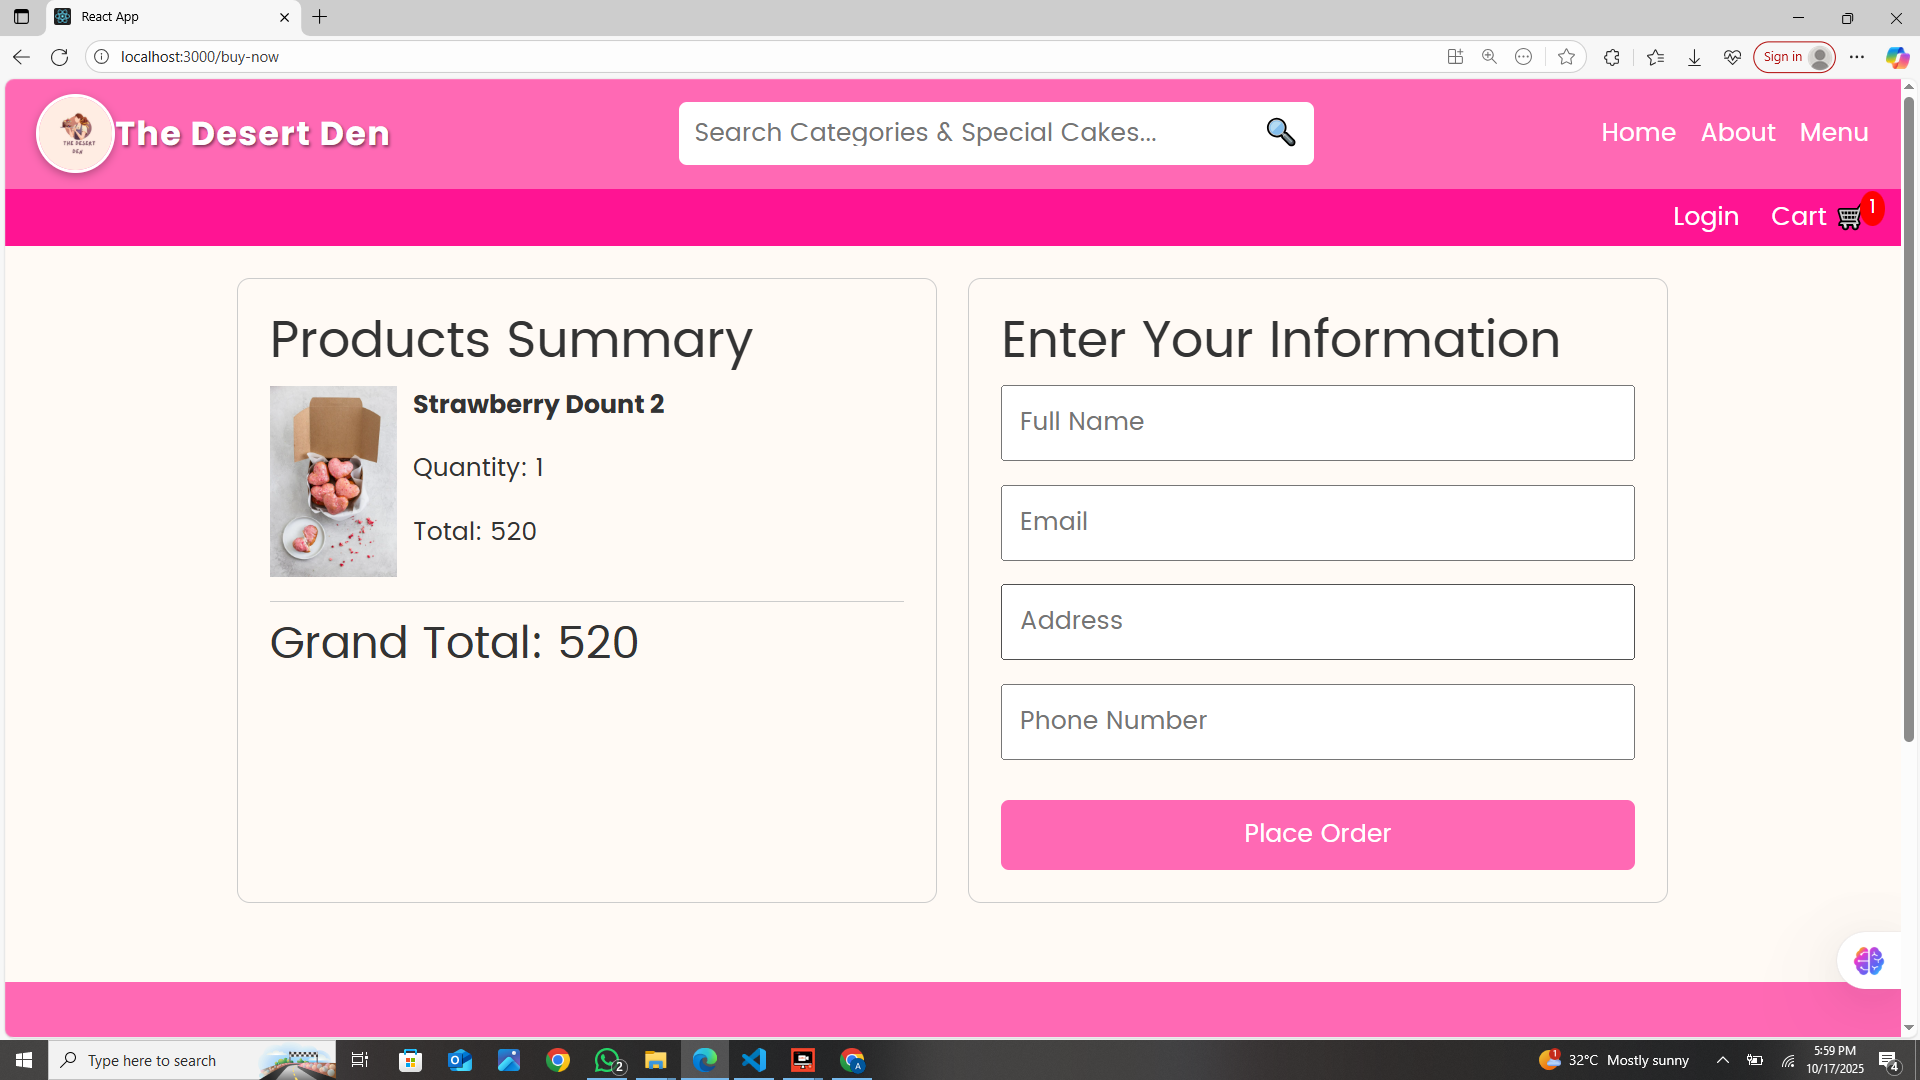 React App
localhost:3000/buy-now
Sign in
THE DESERT
DEN
The Desert Den
Search Categories & Special Cakes...
Home
About
Menu
Login
Cart
1
Products Summary
Strawberry Dount 2
Quantity: 1
Total: 520
Grand Total: 520
Enter Your Information
Full Name
Email
Address
Phone Number
Place Order
Type here to search
2
A
1
32°C Mostly sunny
5:59 PM
10/17/2025
4